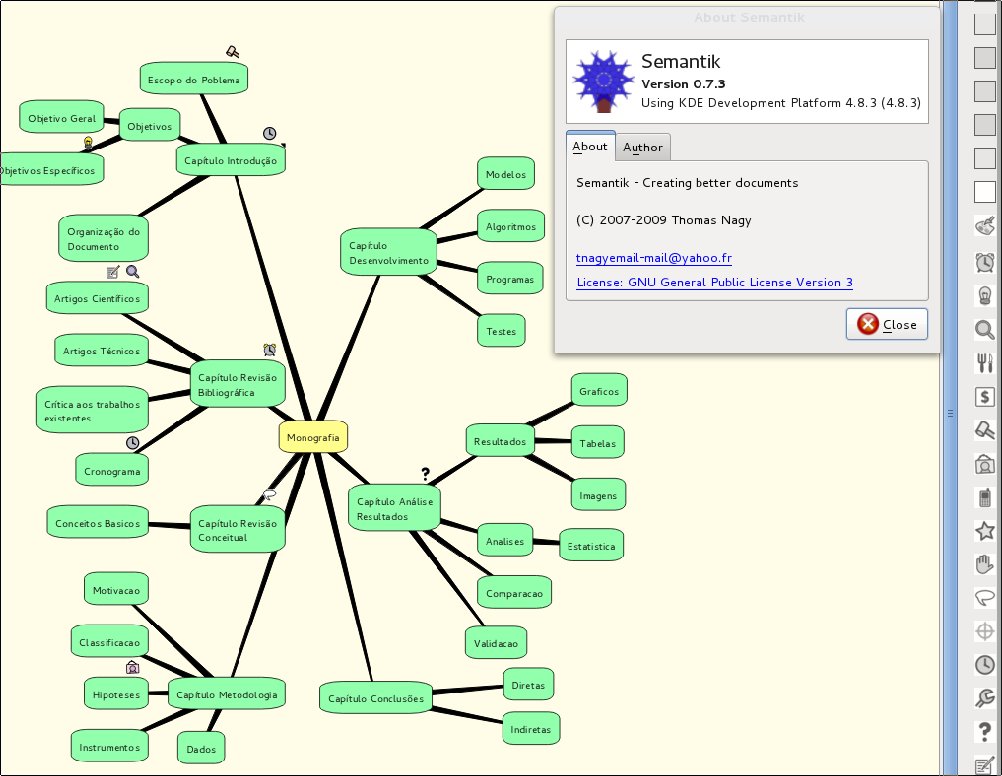 About Semantik
Semantik
Version 0.7.3
Using KDE Development Platform 4.8.3 (4.8.3)
About
Author
Semantik - Creating better documents
(C) 2007-2009 Thomas Nagy
tnagyemail-mail@yahoo.fr
License: GNU General Public License Version 3
Close
Escopo do Poblema
Objetivo Geral
Objetivos
Objetivos Específicos
Capítulo Introdução
Organização do
Documento
Artigos Científicos
Artigos Técnicos
Capítulo Revisão
Bibliográfica
Crítica aos trabalhos
existentes
Cronograma
Monografia
Conceitos Basicos
Capítulo Revisão
Conceitual
Motivacao
Classificacao
Hipoteses
Capítulo Metodologia
Instrumentos
Dados
Modelos
Algoritmos
Capítulo
Desenvolvimento
Programas
Testes
Graficos
Resultados
Tabelas
Imagens
Capítulo Análise
Resultados
Analises
Estatistica
Comparacao
Validacao
Capítulo Conclusões
Diretas
Indiretas